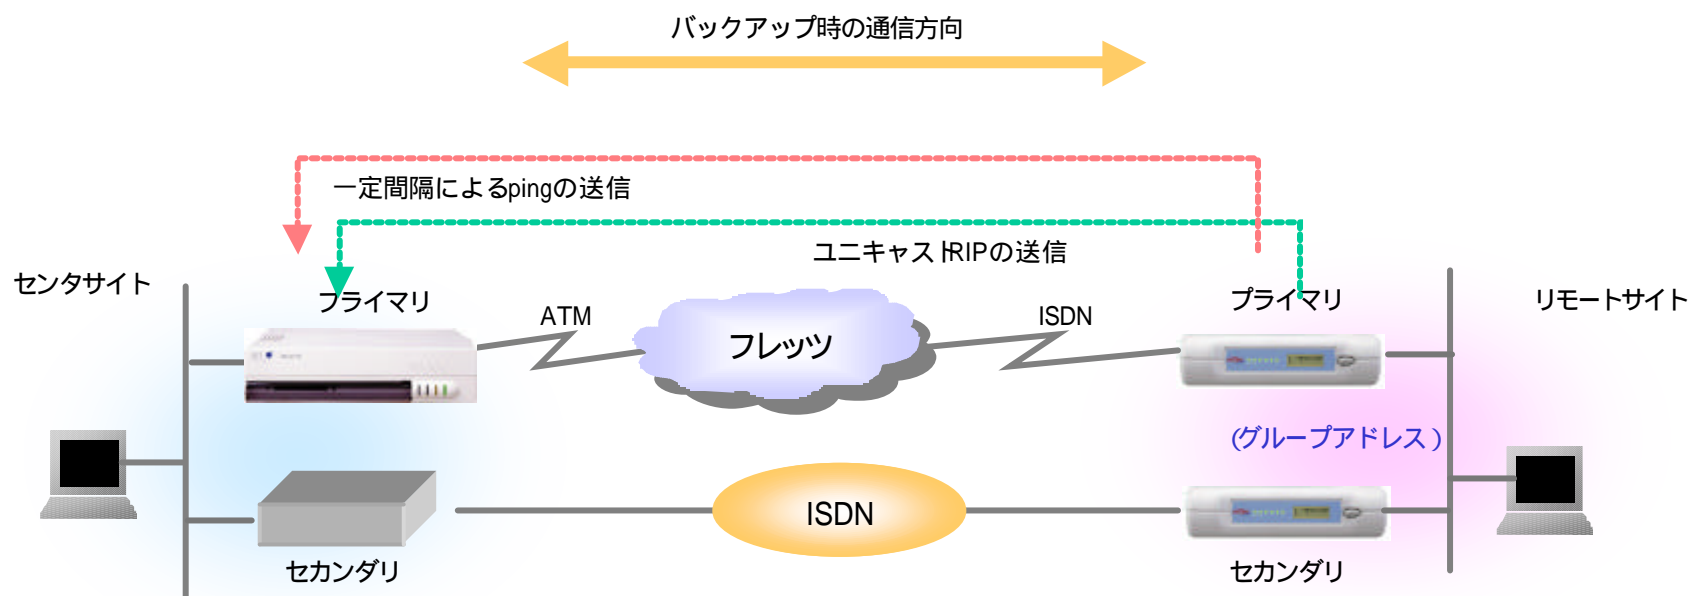 バックアップ時の通信方向
一定間隔によるpingの送信
ユニキャストRIPの送信
センタサイト
フライマリ
ATM
フレッツ
ISDN
プライマリ
リモートサイト
(グループアドレス)
ISDN
セカンダリ
セカンダリ